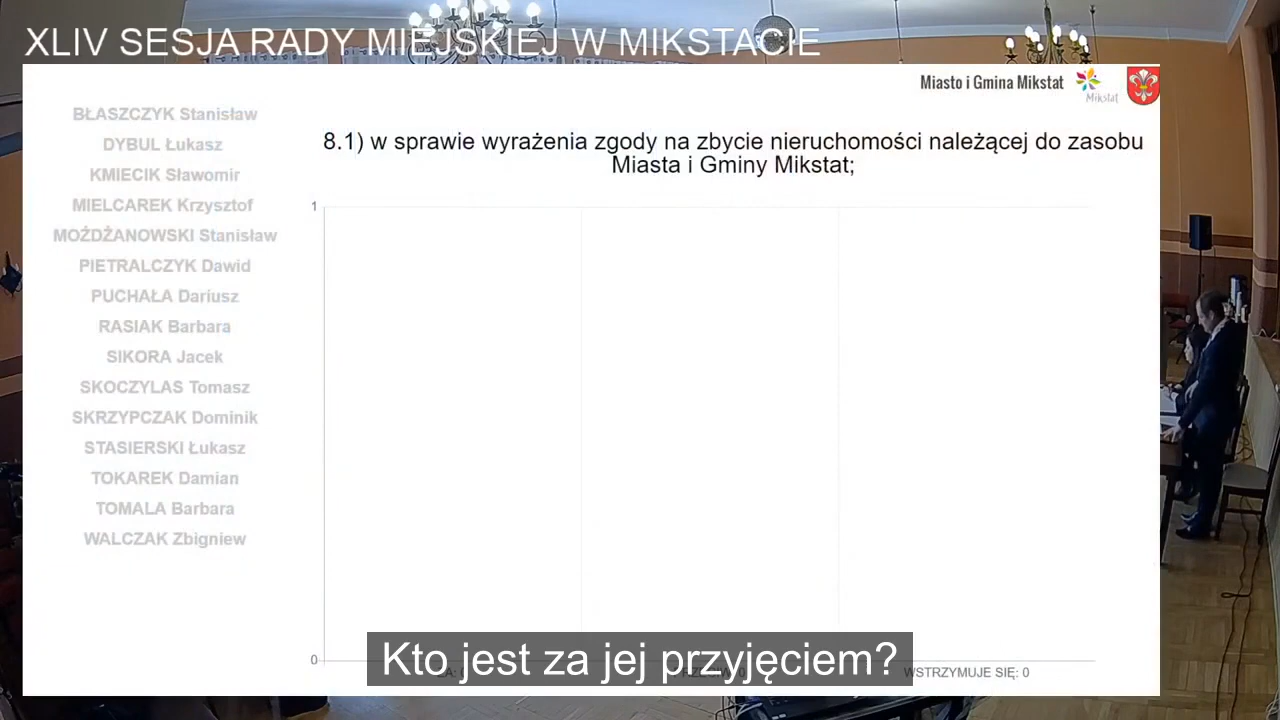 XLIV SESJA RADY MIEJSKIEJ W MIKSTACIE
Miasto i Gmina Mikstat
Mikstat
BŁASZCZYK Stanisław
DYBUL Łukasz
KMIECIK Sławomir
MIELCAREK Krzysztof
MOŻDŻANOWSKI Stanisław
PIETRALCZYK Dawid
PUCHAŁA Dariusz
RASIAK Barbara
SIKORA Jacek
SKOCZYLAS Tomasz
SKRZYPCZAK Dominik
STASIERSKI Łukasz
TOKAREK Damian
TOMALA Barbara
WALCZAK Zbigniew
8.1) w sprawie wyrażenia zgody na zbycie nieruchomości należącej do zasobu
Miasta i Gminy Mikstat;
1
0
WSTRZYMUJE SIĘ: 0
Kto jest za jej przyjęciem?